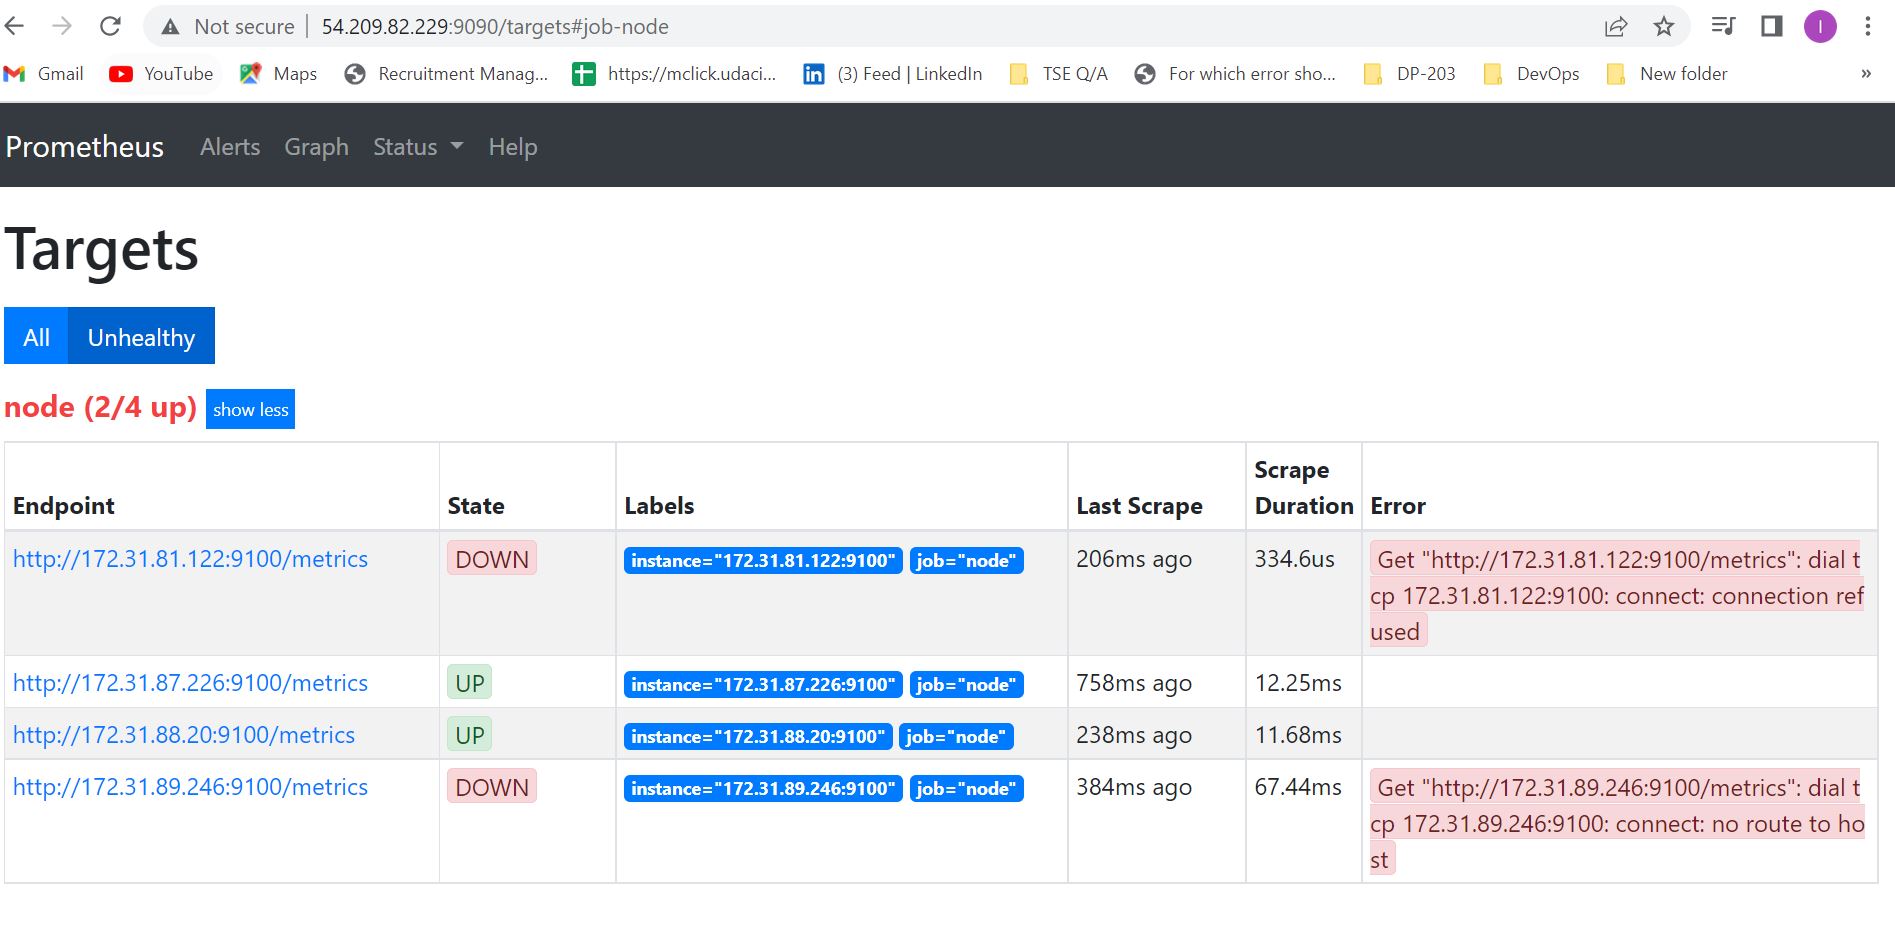 Not secure | 54.209.82.229:9090/targets#job-node
I
Gmail YouTube Maps Recruitment Manag... https://mclick.udaci... (3) Feed | LinkedIn TSE Q/A For which error sho... DP-203 DevOps New folder »
Prometheus Alerts Graph Status Help
Targets
All Unhealthy
node (2/4 up) show less
Endpoint State Labels Last Scrape Scrape Duration Error
http://172.31.81.122:9100/metrics DOWN instance="172.31.81.122:9100" job="node" 206ms ago 334.6us Get "http://172.31.81.122:9100/metrics": dial t
cp 172.31.81.122:9100: connect: connection ref
used
http://172.31.87.226:9100/metrics UP instance="172.31.87.226:9100" job="node" 758ms ago 12.25ms
http://172.31.88.20:9100/metrics UP instance="172.31.88.20:9100" job="node" 238ms ago 11.68ms
http://172.31.89.246:9100/metrics DOWN instance="172.31.89.246:9100" job="node" 384ms ago 67.44ms Get "http://172.31.89.246:9100/metrics": dial t
cp 172.31.89.246:9100: connect: no route to ho
st